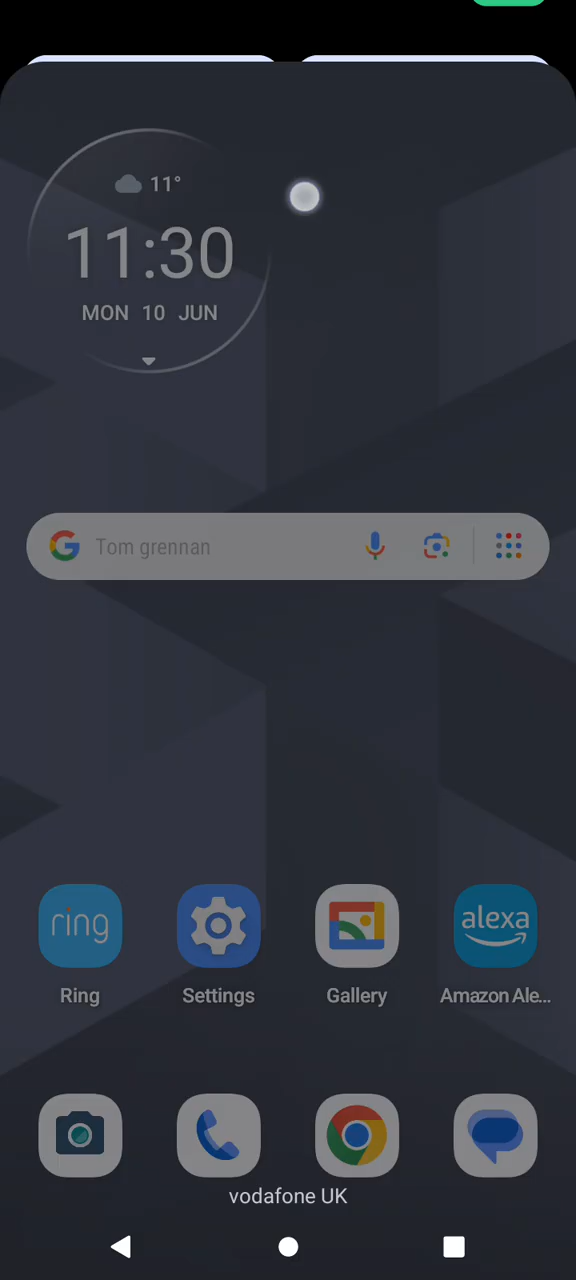 11°
11:30
MON 10 JUN
Tom grennan
ring
alexa
Ring
Settings
Gallery
Amazon Ale...
vodafone UK